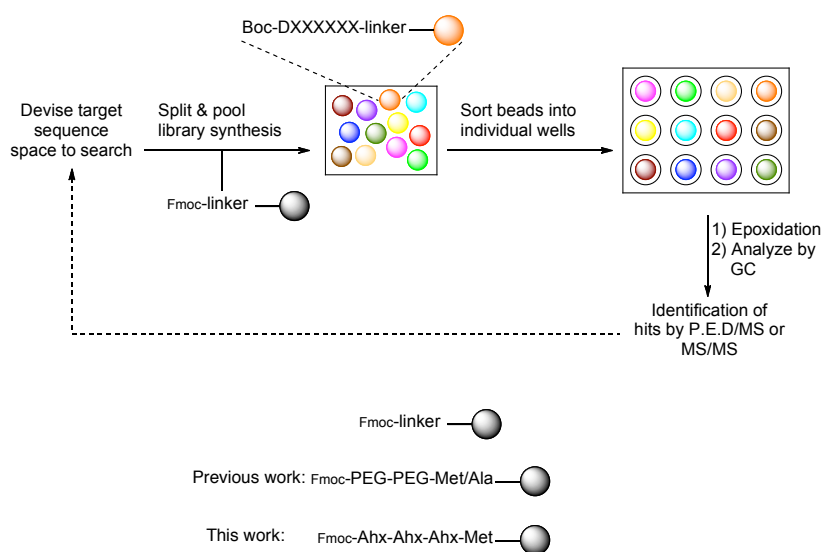 Boc-DXXXXXX-linker
Devise target
sequence
space to search
Split & pool
library synthesis
Fmoc-linker
Sort beads into
individual wells
1) Epoxidation
2) Analyze by
GC
Identification of
hits by P.E.D/MS or
MS/MS
Fmoc-linker
Previous work: Fmoc-PEG-PEG-Met/Ala
This work: Fmoc-Ahx-Ahx-Ahx-Met